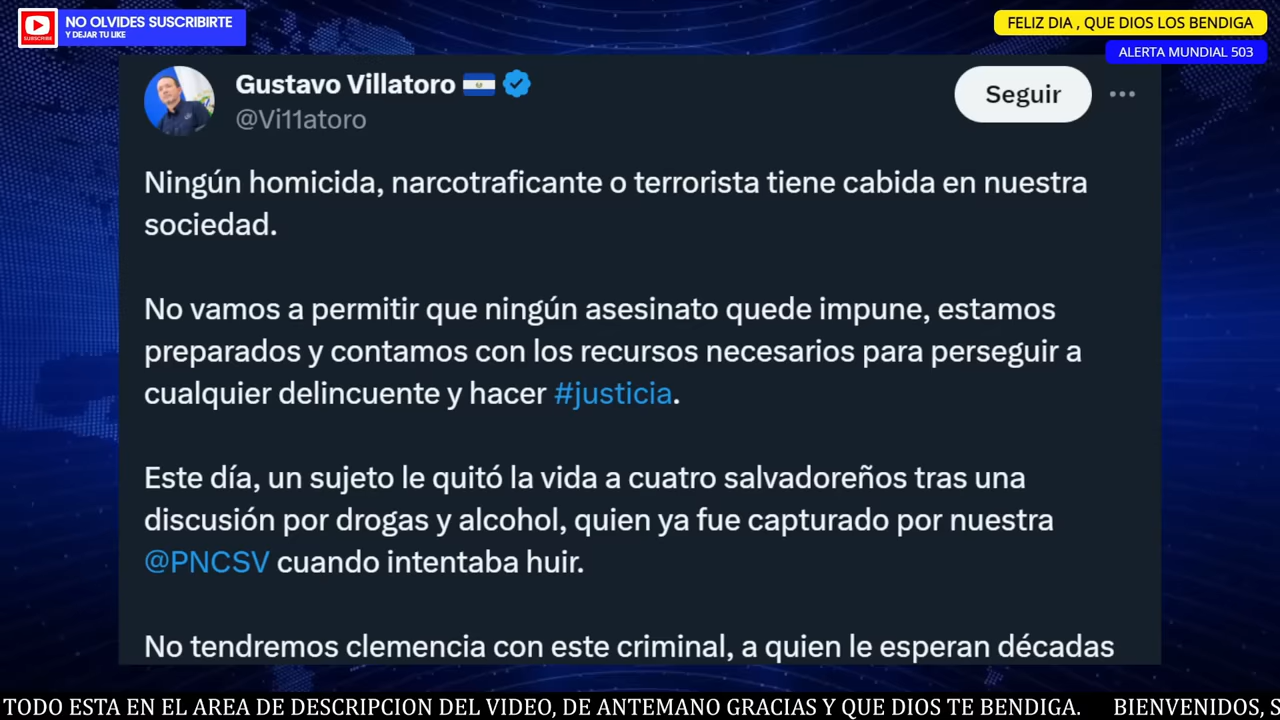 NO OLVIDES SUSCRIBIRTE
Y DEJAR TU LIKE
SUBSCRIBE
FELIZ DIA , QUE DIOS LOS BENDIGA
ALERTA MUNDIAL 503
Gustavo Villatoro
@Vi11atoro
Seguir
Ningún homicida, narcotraficante o terrorista tiene cabida en nuestra
sociedad.
No vamos a permitir que ningún asesinato quede impune, estamos
preparados y contamos con los recursos necesarios para perseguir a
cualquier delincuente y hacer #justicia.
Este día, un sujeto le quitó la vida a cuatro salvadoreños tras una
discusión por drogas y alcohol, quien ya fue capturado por nuestra
@PNCSV cuando intentaba huir.
No tendremos clemencia con este criminal, a quien le esperan décadas
TODO ESTA EN EL AREA DE DESCRIPCION DEL VIDEO, DE ANTEMANO GRACIAS Y QUE DIOS TE BENDIGA. BIENVENIDOS, S